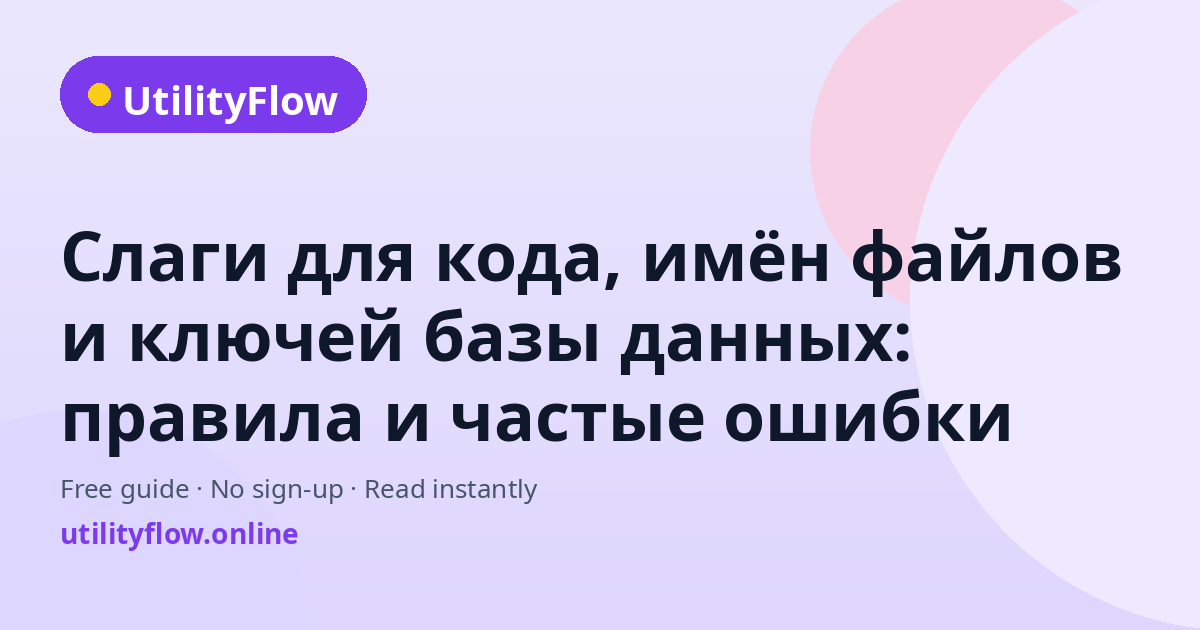 UtilityFlow
Слаги для кода, имён файлов
и ключей базы данных:
правила и частые ошибки
Free guide · No sign-up · Read instantly
utilityflow.online